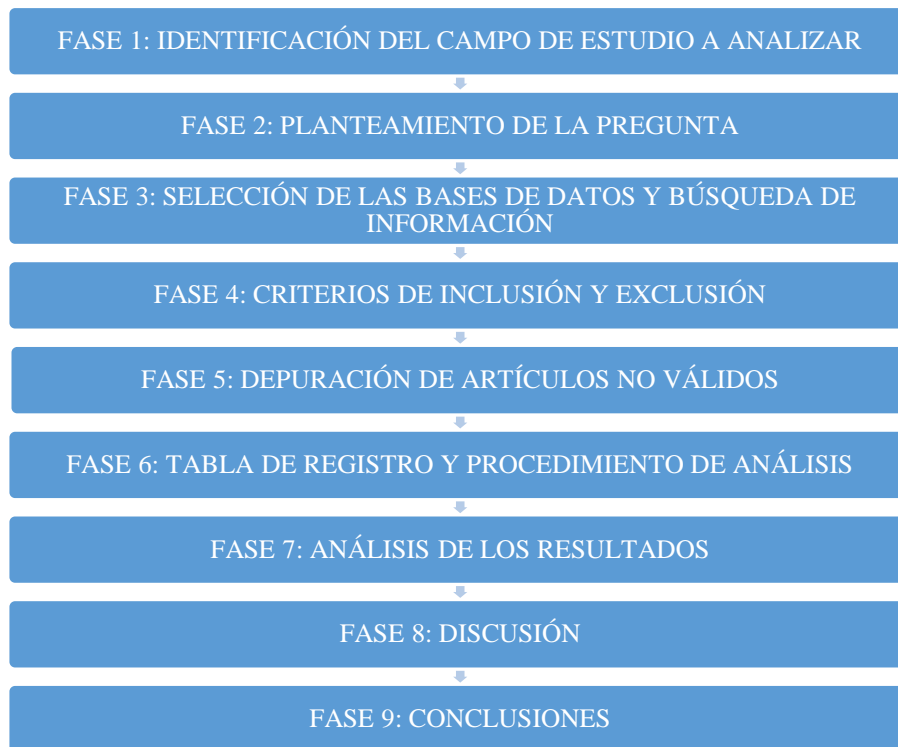 FASE 1: IDENTIFICACIÓN DEL CAMPO DE ESTUDIO A ANALIZAR
FASE 2: PLANTEAMIENTO DE LA PREGUNTA
FASE 3: SELECCIÓN DE LAS BASES DE DATOS Y BÚSQUEDA DE
INFORMACIÓN
FASE 4: CRITERIOS DE INCLUSIÓN Y EXCLUSIÓN
FASE 5: DEPURACIÓN DE ARTÍCULOS NO VÁLIDOS
FASE 6: TABLA DE REGISTRO Y PROCEDIMIENTO DE ANÁLISIS
FASE 7: ANÁLISIS DE LOS RESULTADOS
FASE 8: DISCUSIÓN
FASE 9: CONCLUSIONES